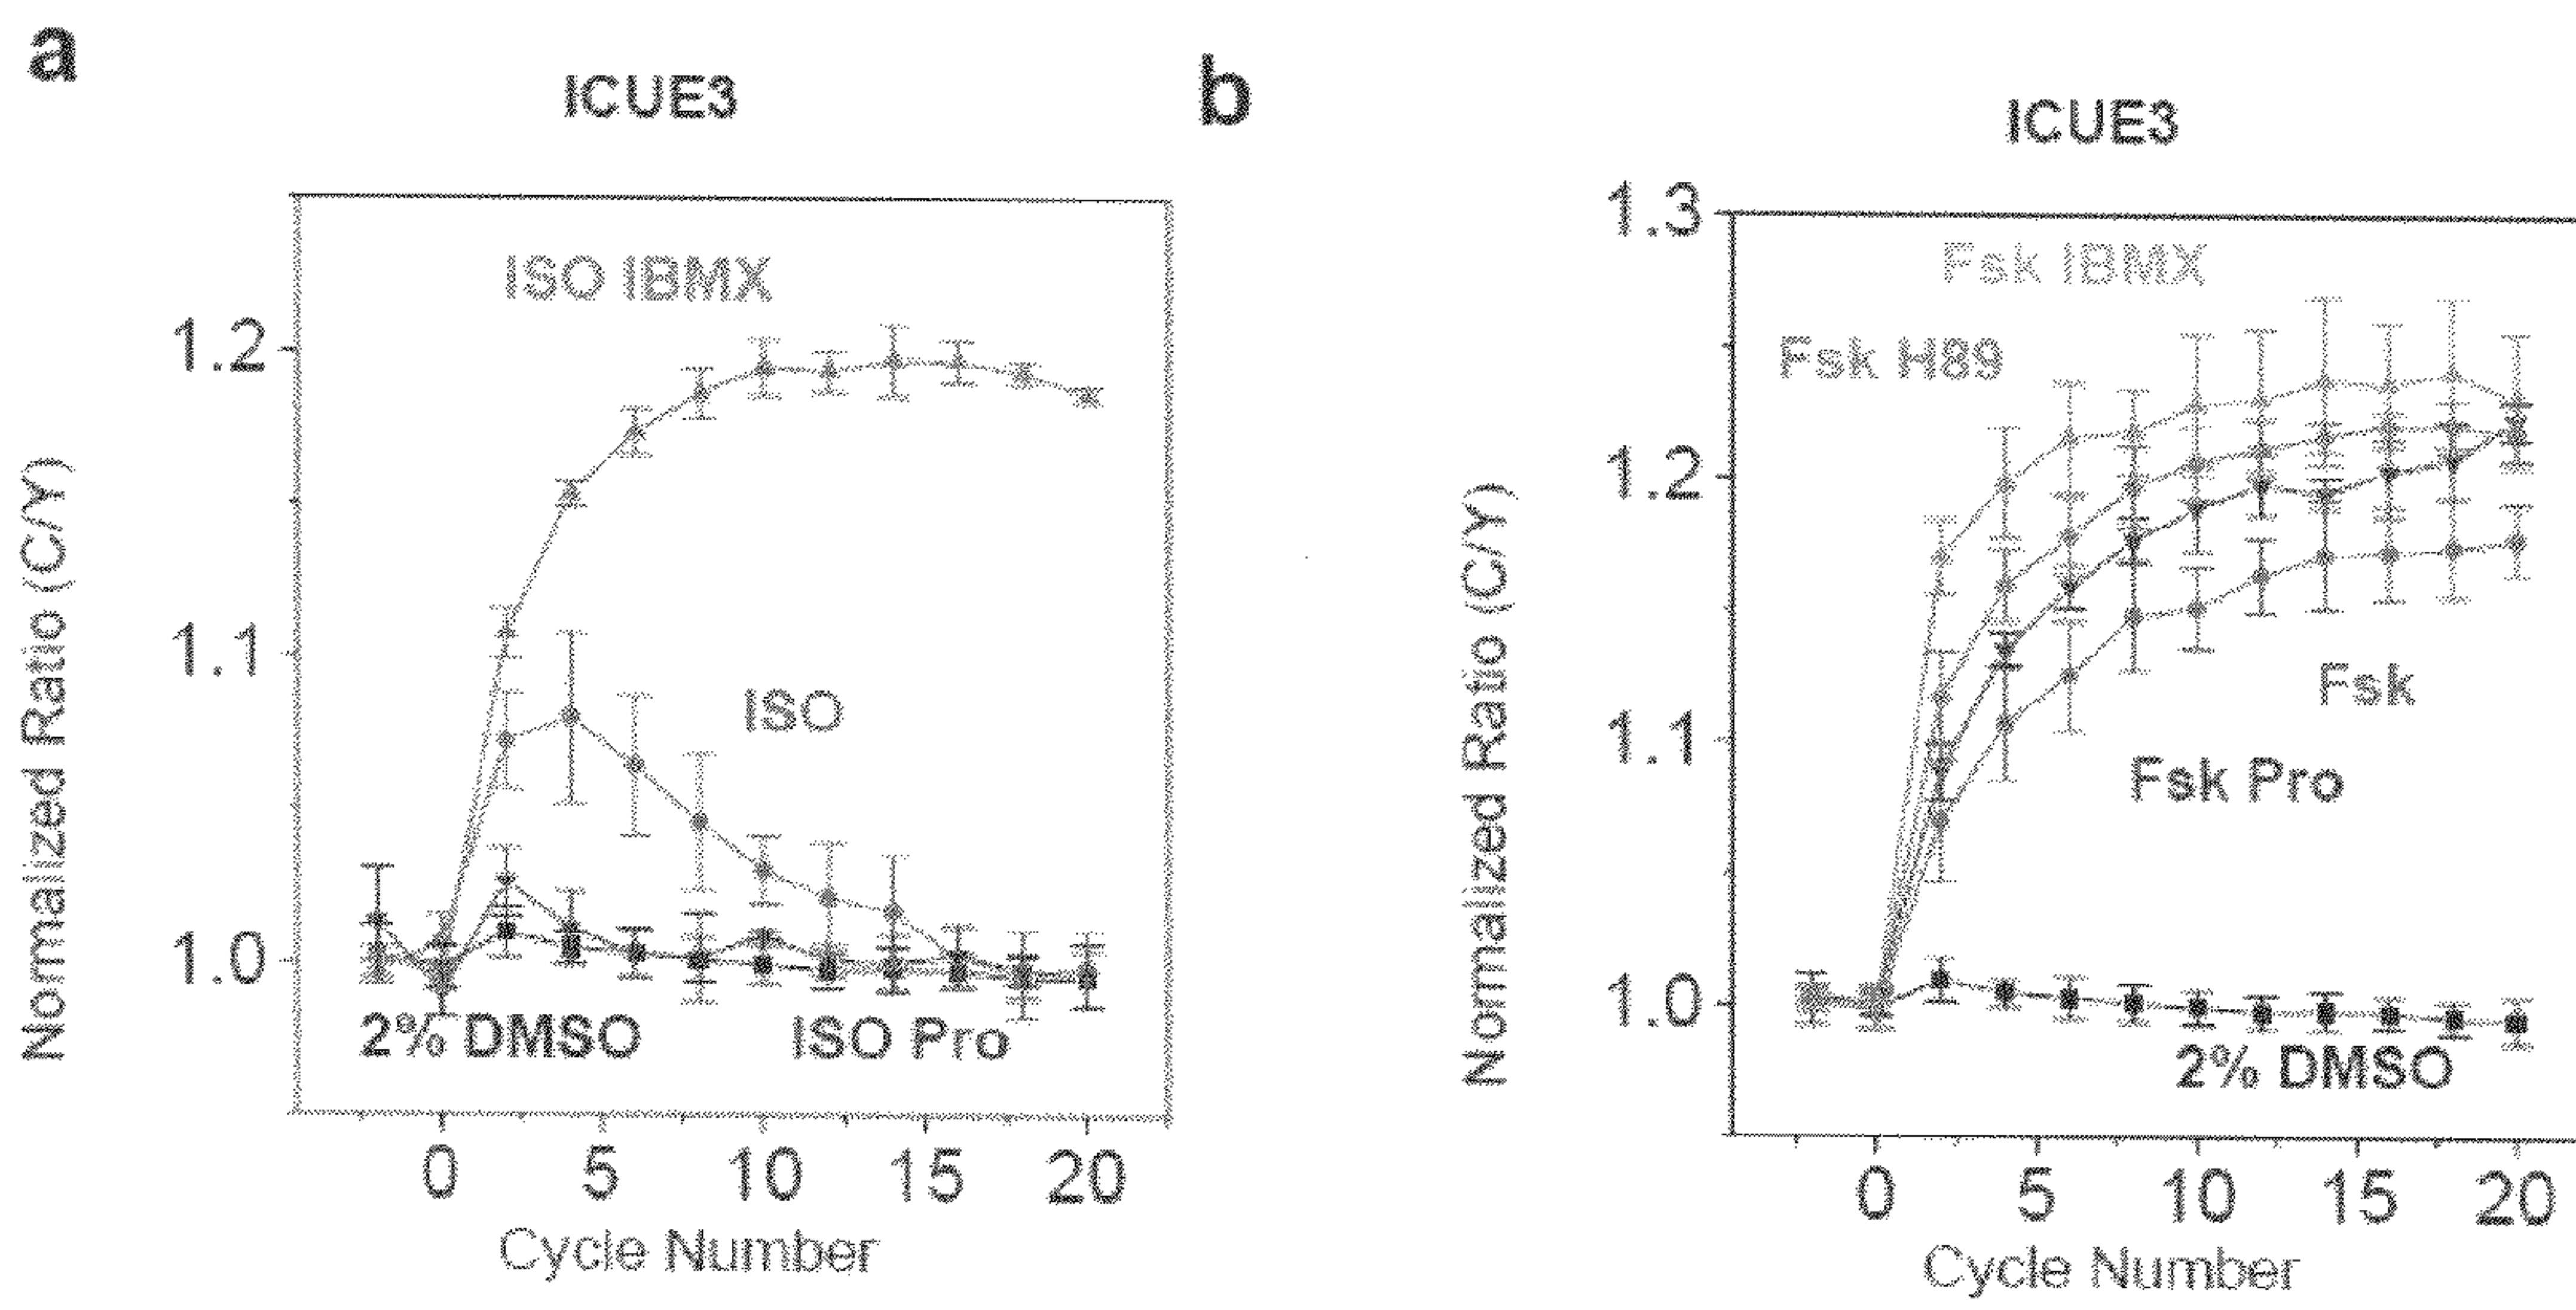 a
ICUE3
ISO IBMX
1.2
1.1
1.0
ISO
2% DMSO
ISO Pro
0 5 10 15 20
Cycle Number
Normalized Ratio (C/Y)
b
ICUE3
1.3
1.2
1.1
1.0
Fsk IBMX
Fsk H89
Fsk
Fsk Pro
2% DMSO
0 5 10 15 20
Cycle Number
Normalized Ratio (C/Y)